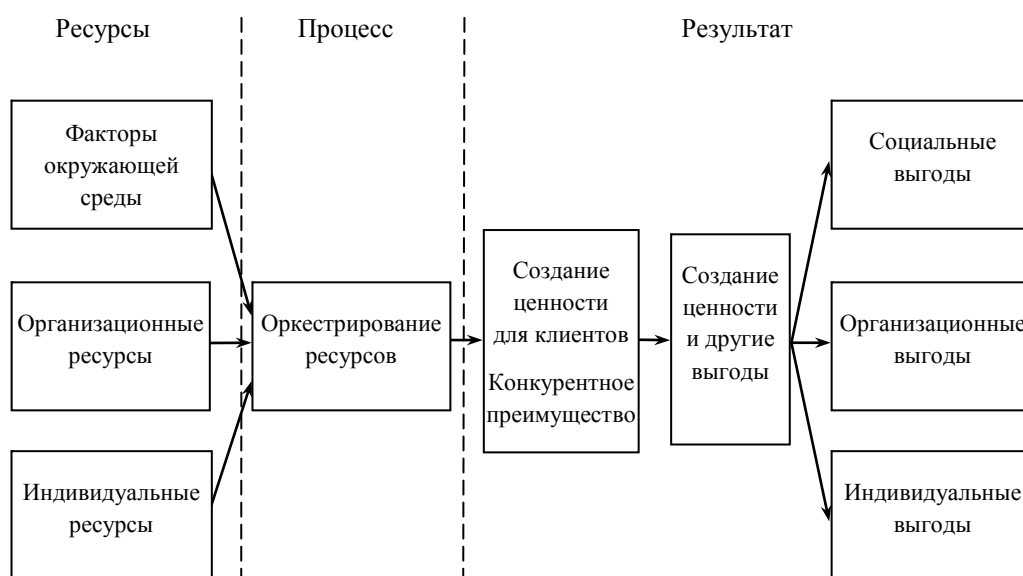 Ресурсы
Процесс
Результат
Факторы
окружающей
среды
Организационные
ресурсы
Индивидуальные
ресурсы
Оркестрирование
ресурсов
Создание
ценности
для клиентов
Конкурентное
преимущество
Создание
ценности
и другие
выгоды
Социальные
выгоды
Организационные
выгоды
Индивидуальные
выгоды